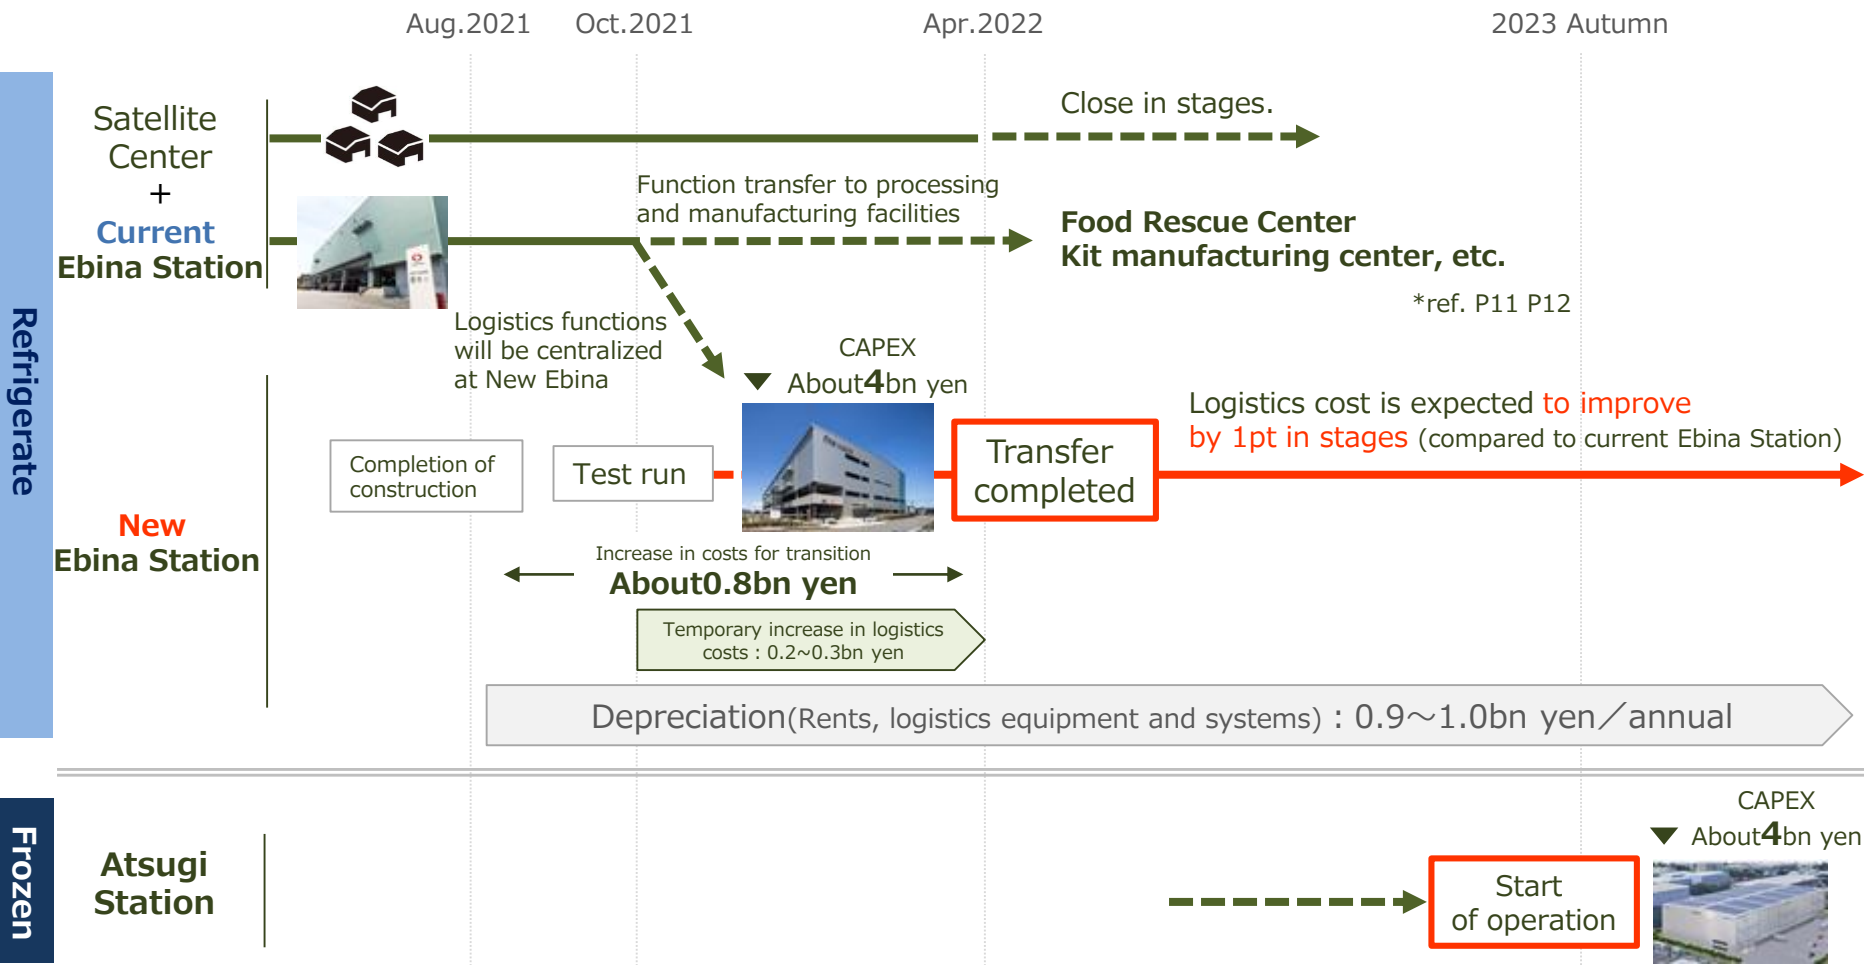 Aug.2021
Oct.2021
Apr.2022
2023 Autumn
Refrigerate
Satellite
Center
+
Current
Ebina Station
Close in stages.
Function transfer to processing
and manufacturing facilities
Food Rescue Center
Kit manufacturing center, etc.
*ref. P11 P12
Logistics functions
will be centralized
at New Ebina
CAPEX
▼ About4bn yen
New
Ebina Station
Completion of
construction
Test run
Transfer
completed
Logistics cost is expected to improve
by 1pt in stages (compared to current Ebina Station)
Increase in costs for transition
About0.8bn yen
Temporary increase in logistics
costs : 0.2~0.3bn yen
Depreciation(Rents, logistics equipment and systems) : 0.9～1.0bn yen／annual
Frozen
Atsugi
Station
Start
of operation
CAPEX
▼ About4bn yen